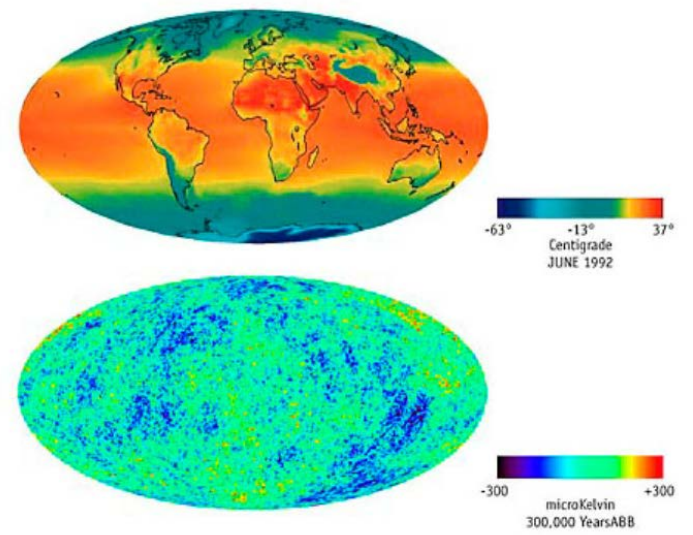 -63° -13° 37°
Centigrade
JUNE 1992
-300 +300
microKelvin
300,000 YearsABB